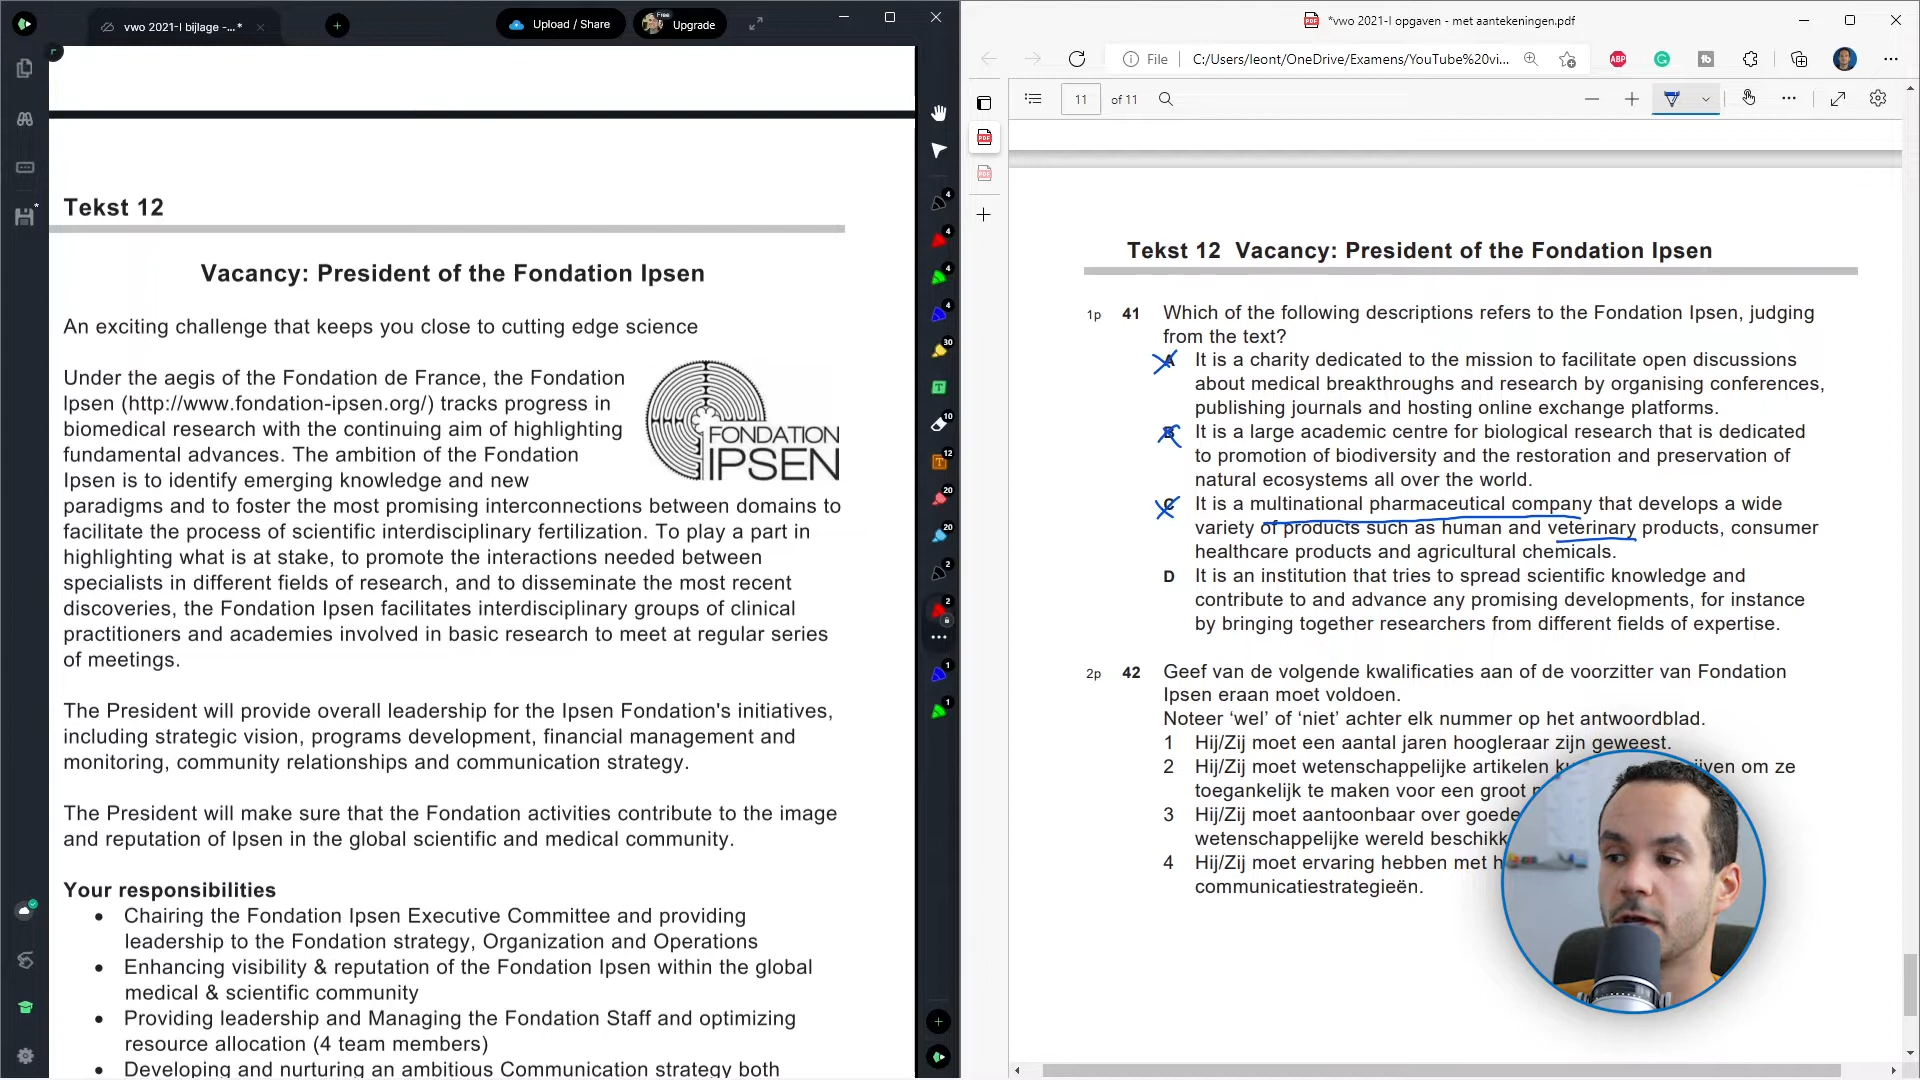 vwo 2021-I bijlage -...*
Upload / Share
Free
Upgrade
Tekst 12
Vacancy: President of the Fondation Ipsen
An exciting challenge that keeps you close to cutting edge science
Under the aegis of the Fondation de France, the Fondation
Ipsen (http://www.fondation-ipsen.org/) tracks progress in
biomedical research with the continuing aim of highlighting
fundamental advances. The ambition of the Fondation
Ipsen is to identify emerging knowledge and new
paradigms and to foster the most promising interconnections between domains to
facilitate the process of scientific interdisciplinary fertilization. To play a part in
highlighting what is at stake, to promote the interactions needed between
specialists in different fields of research, and to disseminate the most recent
discoveries, the Fondation Ipsen facilitates interdisciplinary groups of clinical
practitioners and academies involved in basic research to meet at regular series
of meetings.
FONDATION
IPSEN
The President will provide overall leadership for the Ipsen Fondation's initiatives,
including strategic vision, programs development, financial management and
monitoring, community relationships and communication strategy.
The President will make sure that the Fondation activities contribute to the image
and reputation of Ipsen in the global scientific and medical community.
Your responsibilities
• Chairing the Fondation Ipsen Executive Committee and providing
leadership to the Fondation strategy, Organization and Operations
• Enhancing visibility & reputation of the Fondation Ipsen within the global
medical & scientific community
• Providing leadership and Managing the Fondation Staff and optimizing
resource allocation (4 team members)
• Developing and nurturing an ambitious Communication strategy both
4
4
4
4
30
T
10
T
12
20
20
2
2
1
1
*vwo 2021-I opgaven - met aantekeningen.pdf
File
C:/Users/leont/OneDrive/Examens/YouTube%20vi...
ABP
11 of 11
Tekst 12 Vacancy: President of the Fondation Ipsen
1p 41 Which of the following descriptions refers to the Fondation Ipsen, judging
from the text?
A It is a charity dedicated to the mission to facilitate open discussions
about medical breakthroughs and research by organising conferences,
publishing journals and hosting online exchange platforms.
B It is a large academic centre for biological research that is dedicated
to promotion of biodiversity and the restoration and preservation of
natural ecosystems all over the world.
C It is a multinational pharmaceutical company that develops a wide
variety of products such as human and veterinary products, consumer
healthcare products and agricultural chemicals.
D It is an institution that tries to spread scientific knowledge and
contribute to and advance any promising developments, for instance
by bringing together researchers from different fields of expertise.
2p 42 Geef van de volgende kwalificaties aan of de voorzitter van Fondation
Ipsen eraan moet voldoen.
Noteer ‘wel’ of ‘niet’ achter elk nummer op het antwoordblad.
1 Hij/Zij moet een aantal jaren hoogleraar zijn geweest.
2 Hij/Zij moet wetenschappelijke artikelen om ze
toegankelijk te maken voor een groot
3 Hij/Zij moet aantoonbaar over goede
wetenschappelijke wereld
4 Hij/Zij moet ervaring hebben met
communicatiestrategieën.